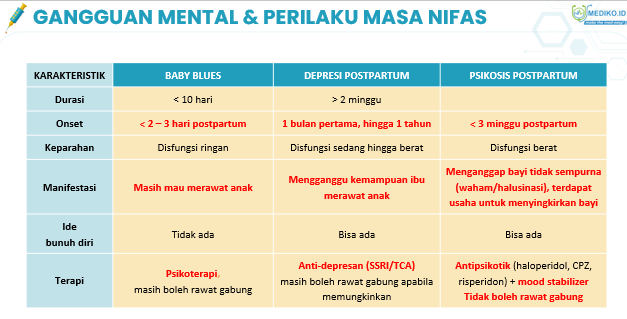 GANGGUAN MENTAL & PERILAKU MASA NIFAS
MEDIKO.ID
KARAKTERISTIK BABY BLUES DEPRESI POSTPARTUM PSIKOSIS POSTPARTUM
Durasi < 10 hari > 2 minggu
Onset < 2 – 3 hari postpartum 1 bulan pertama, hingga 1 tahun < 3 minggu postpartum
Keparahan Disfungsi ringan Disfungsi sedang hingga berat Disfungsi berat
Manifestasi
Masih mau merawat anak
Mengganggu kemampuan ibu
merawat anak
Menganggap bayi tidak sempurna
(waham/halusinasi), terdapat
usaha untuk menyingkirkan bayi
Ide
bunuh diri
Tidak ada Bisa ada Bisa ada
Terapi
Psikoterapi,
masih boleh rawat gabung
Anti-depresan (SSRI/TCA)
masih boleh rawat gabung apabila
memungkinkan
Antipsikotik (haloperidol, CPZ,
risperidon) + mood stabilizer
Tidak boleh rawat gabung